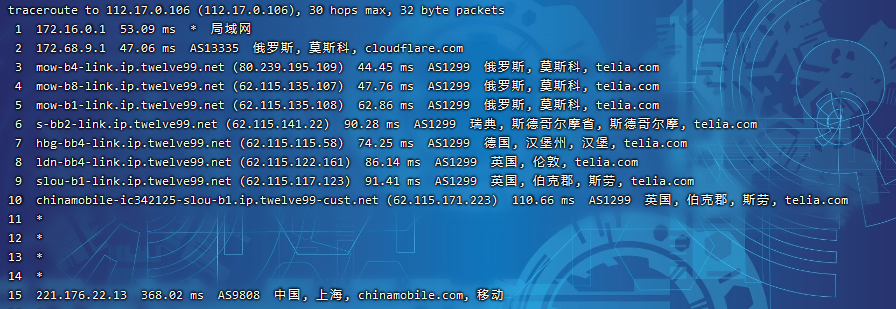 traceroute to 112.17.0.106 (112.17.0.106), 30 hops max, 32 byte packets
1 172.16.0.1 53.09 ms * 局域网
2 172.68.9.1 47.06 ms AS13335 俄罗斯, 莫斯科, cloudflare.com
3 mow-b4-link.ip.twelve99.net (80.239.195.109) 44.45 ms AS1299 俄罗斯, 莫斯科, telia.com
4 mow-b8-link.ip.twelve99.net (62.115.135.107) 47.76 ms AS1299 俄罗斯, 莫斯科, telia.com
5 mow-b1-link.ip.twelve99.net (62.115.135.108) 62.86 ms AS1299 俄罗斯, 莫斯科, telia.com
6 s-bb2-link.ip.twelve99.net (62.115.141.22) 90.28 ms AS1299 瑞典, 斯德哥尔摩省, 斯德哥尔摩, telia.com
7 hbg-bb4-link.ip.twelve99.net (62.115.115.58) 74.25 ms AS1299 德国, 汉堡州, 汉堡, telia.com
8 ldn-bb4-link.ip.twelve99.net (62.115.122.161) 86.14 ms AS1299 英国, 伦敦, telia.com
9 slou-b1-link.ip.twelve99.net (62.115.117.123) 91.41 ms AS1299 英国, 伯克郡, 斯劳, telia.com
10 chinamobile-ic342125-slou-b1.ip.twelve99-cust.net (62.115.171.223) 110.66 ms AS1299 英国, 伯克郡, 斯劳, telia.com
11 *
12 *
13 *
14 *
15 221.176.22.13 368.02 ms AS9808 中国, 上海, chinamobile.com, 移动